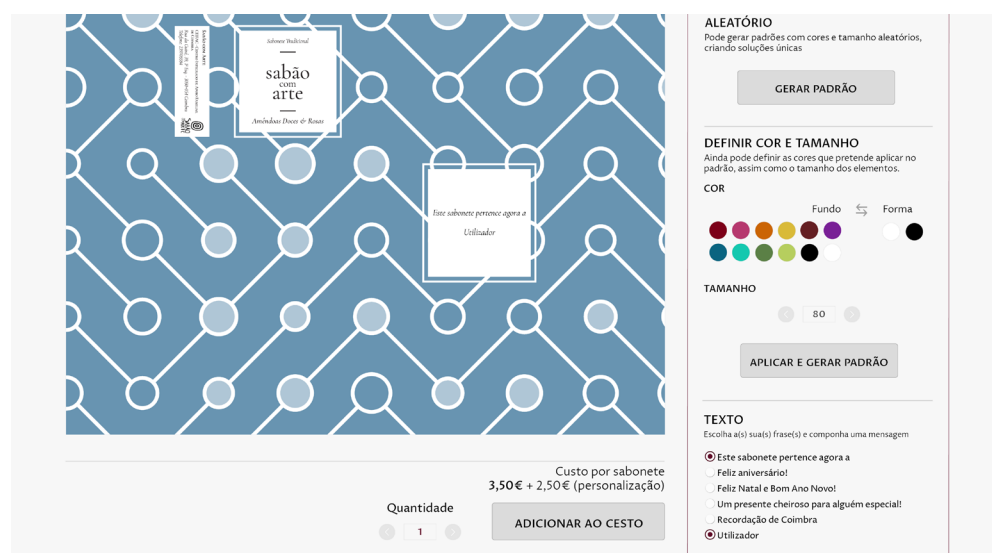 Sabonete Tradicional
sabão
com
arte
Amêndoas Doces & Rosas
Este sabonete pertence agora a
Utilizador
Custo por sabonete
3,50€ + 2,50€ (personalização)
Quantidade
1
ADICIONAR AO CESTO
ALEATÓRIO
Pode gerar padrões com cores e tamanho aleatórios,
criando soluções únicas
GERAR PADRÃO
DEFINIR COR E TAMANHO
Ainda pode definir as cores que pretende aplicar no
padrão, assim como o tamanho dos elementos.
COR
Fundo
Forma
TAMANHO
80
APLICAR E GERAR PADRÃO
TEXTO
Escolha a(s) sua(s) frase(s) e componha uma mensagem
Este sabonete pertence agora a
Feliz aniversário!
Feliz Natal e Bom Ano Novo!
Um presente cheiroso para alguém especial!
Recordação de Coimbra
Utilizador